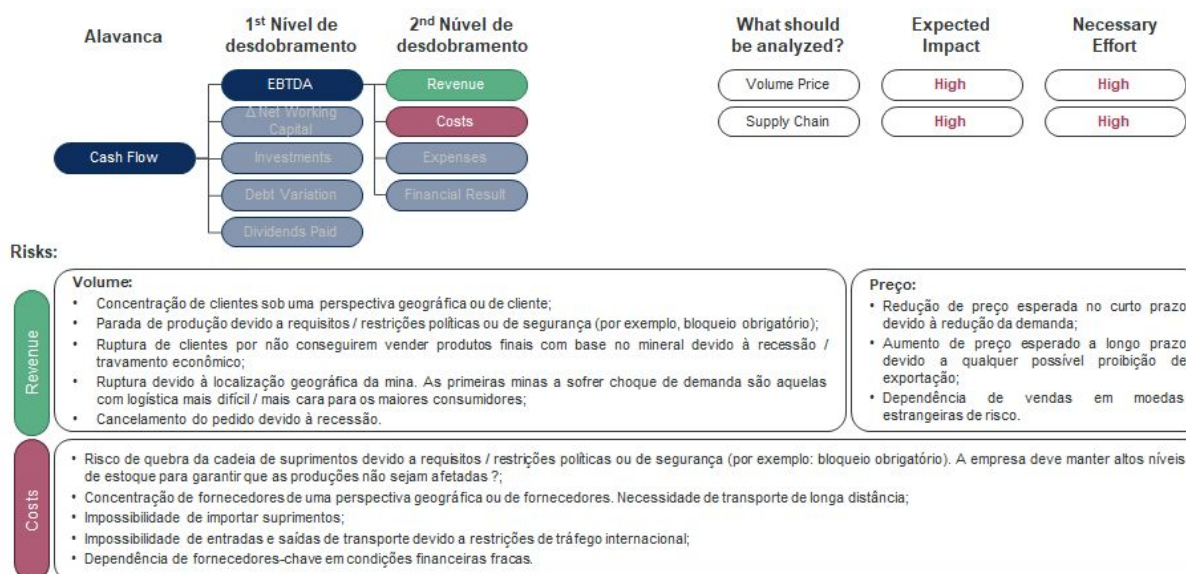 Alavanca
1st Nível de
desdobramento
2nd Núvel de
desdobramento
What should
be analyzed?
Expected
Impact
Necessary
Effort
EBTDA
Revenue
Volume Price
High
High
Δ Net Working
Capital
Costs
Supply Chain
High
High
Cash Flow
Investments
Expenses
Debt Variation
Financial Result
Dividends Paid
Risks:
Revenue
Volume:
• Concentração de clientes sob uma perspectiva geográfica ou de cliente;
• Parada de produção devido a requisitos / restrições políticas ou de segurança (por exemplo, bloqueio obrigatório);
• Ruptura de clientes por não conseguirem vender produtos finais com base no mineral devido à recessão /
travamento econômico;
• Ruptura devido à localização geográfica da mina. As primeiras minas a sofrer choque de demanda são aquelas
com logística mais difícil / mais cara para os maiores consumidores;
• Cancelamento do pedido devido à recessão.
Preço:
• Redução de preço esperada no curto prazo
devido à redução da demanda;
• Aumento de preço esperado a longo prazo
devido a qualquer possível proibição de
exportação;
• Dependência de vendas em moedas
estrangeiras de risco.
Costs
• Risco de quebra da cadeia de suprimentos devido a requisitos / restrições políticas ou de segurança (por exemplo: bloqueio obrigatório). A empresa deve manter altos níveis
de estoque para garantir que as produções não sejam afetadas ?;
• Concentração de fornecedores de uma perspectiva geográfica ou de fornecedores. Necessidade de transporte de longa distância;
• Impossibilidade de importar suprimentos;
• Impossibilidade de entradas e saídas de transporte devido a restrições de tráfego internacional;
• Dependência de fornecedores-chave em condições financeiras fracas.